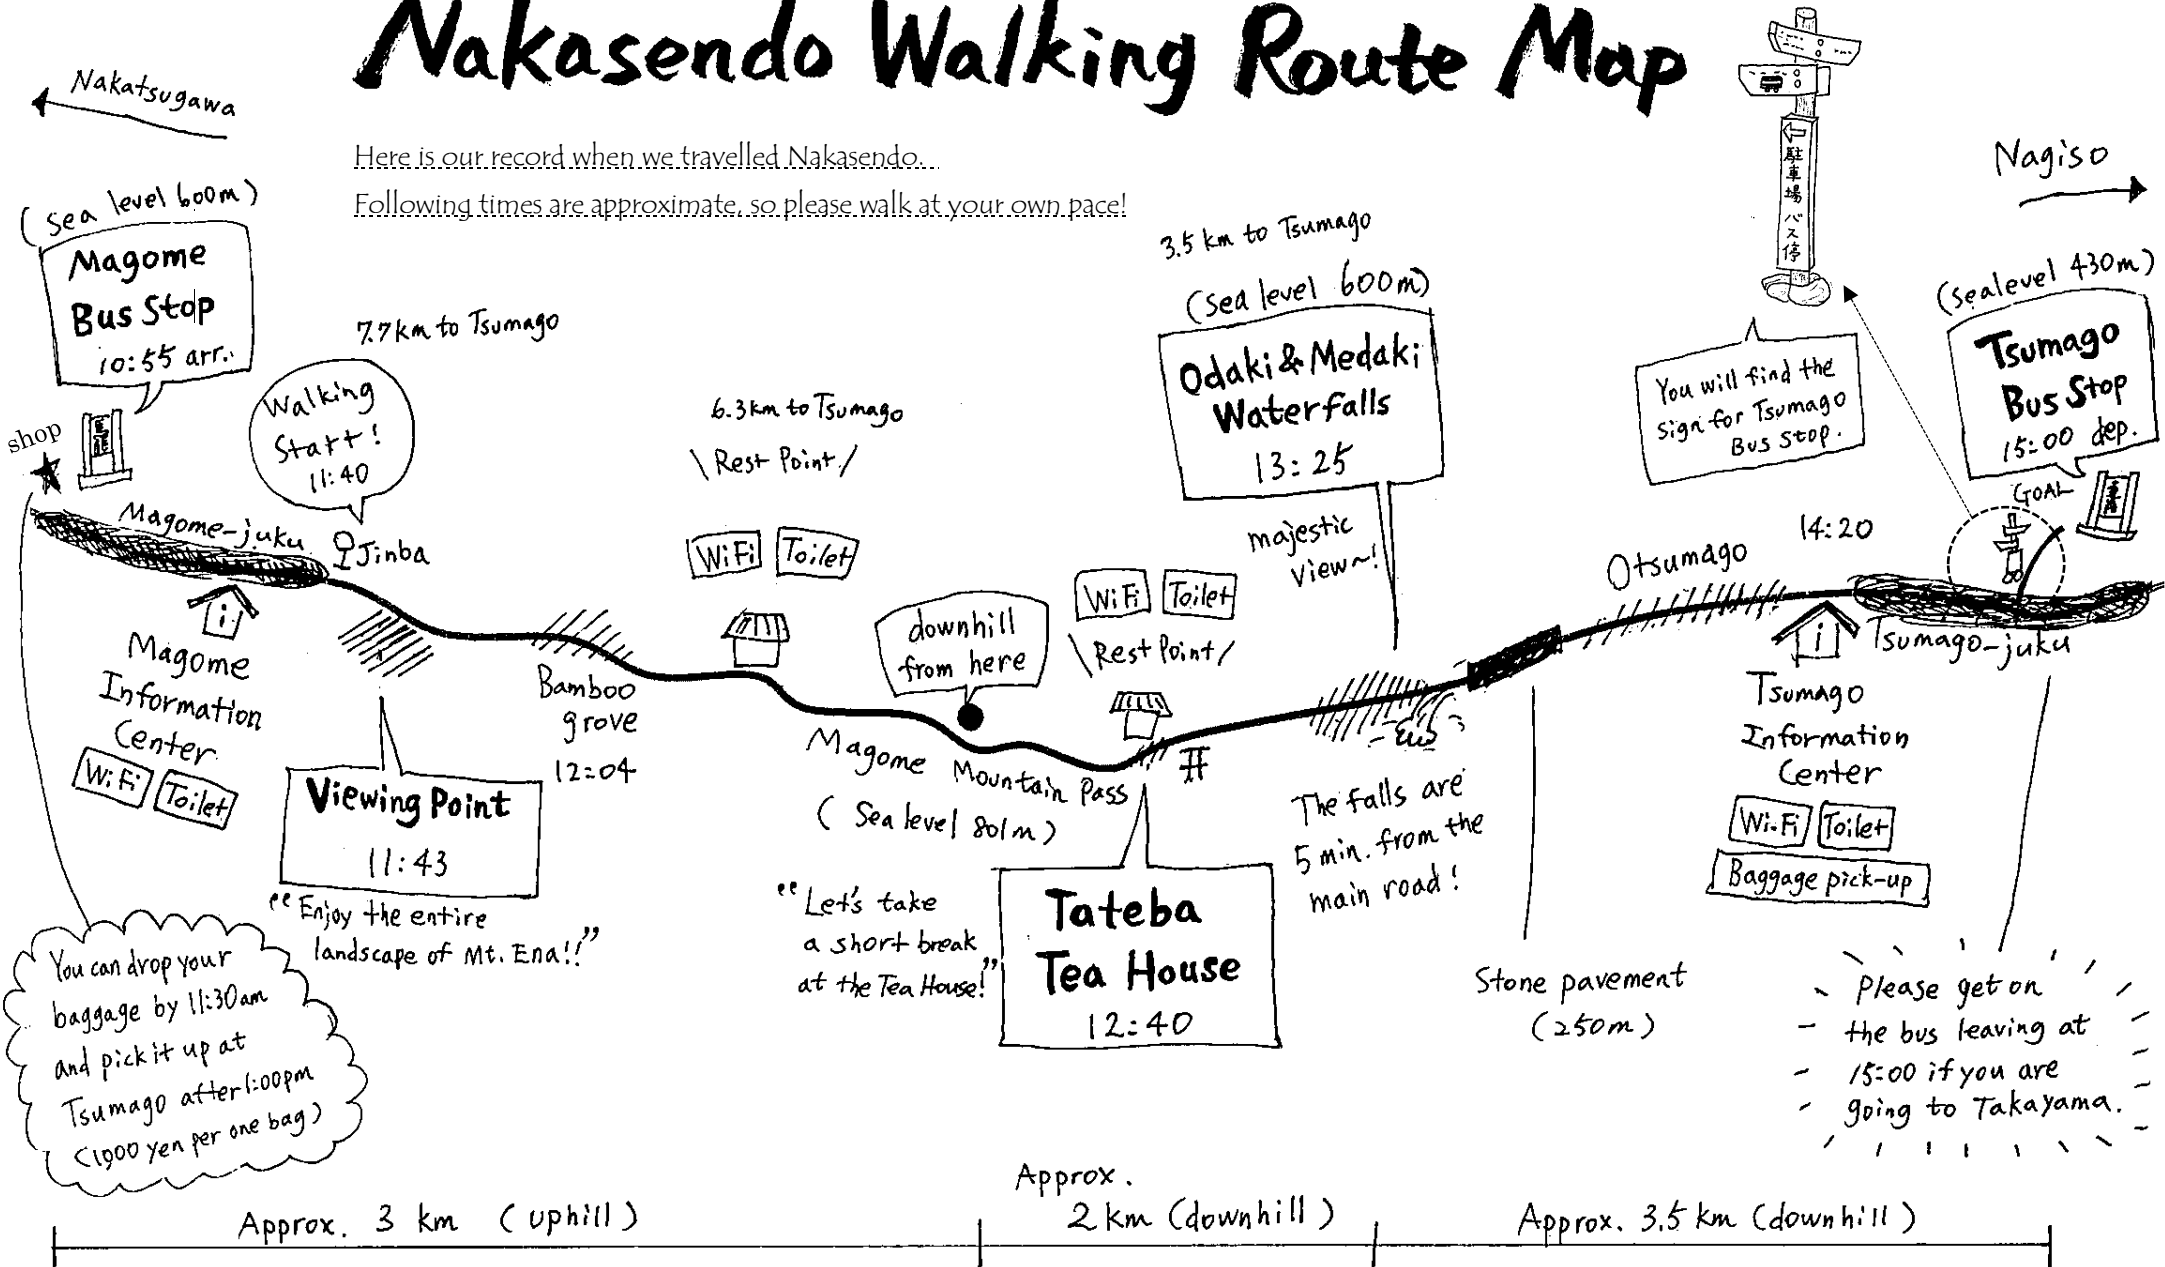 Nakasendo Walking Route Map
Nakatsugawa
Here is our record when we travelled Nakasendo.
Following times are approximate, so please walk at your own pace!
Nagiso
駐車場バス停
(sea level 600m)
Magome
Bus Stop
10:55 arr.
shop
7.7km to Tsumago
Walking
Start!
11:40
Magome-juku
Jinba
i
Magome
Information
Center
WiFi
Toilet
Viewing Point
11:43
"Enjoy the entire
landscape of Mt. Ena!!"
You can drop your
baggage by 11:30am
and pick it up at
Tsumago after 1:00pm
(1,000 yen per one bag)
Bamboo
grove
12:04
6.3km to Tsumago
\Rest Point/
WiFi
Toilet
downhill
from here
Magome Mountain Pass
(Sea level 801m)
WiFi
Toilet
\Rest Point/
"Let's take
a short break
at the Tea House!"
Tateba
Tea House
12:40
3.5km to Tsumago
(sea level 600m)
Odaki & Medaki
Waterfalls
13:25
majestic
view~!
The falls are
5 min. from the
main road!
Stone pavement
(250m)
Otsumago
You will find the
sign for Tsumago
Bus Stop.
(sea level 430m)
Tsumago
Bus Stop
15:00 dep.
GOAL
14:20
Tsumago-juku
i
Tsumago
Information
Center
Wi-Fi
Toilet
Baggage pick-up
Please get on
the bus leaving at
15:00 if you are
going to Takayama.
Approx. 3 km (uphill)
Approx.
2 km (downhill)
Approx. 3.5 km (downhill)